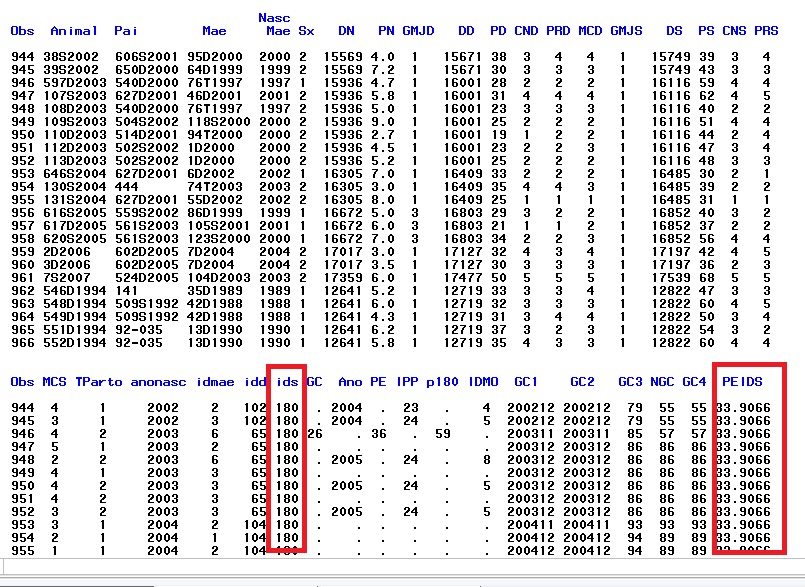 Nasc
Obs Animal Pai Mae Mae Sx DN PN GMJD DD PD CND PRD MCD GMJS DS PS CNS PRS
944 38S2002 606S2001 95D2000 2000 2 15569 4.0 1 15671 38 3 4 4 1 15749 39 3 4
945 39S2002 650D2000 64D1999 1999 2 15569 7.2 1 15671 30 3 3 3 1 15749 43 3 3
946 597D2003 540D2000 76T1997 1997 1 15936 4.7 1 16001 28 2 2 2 1 16116 59 4 4
947 107S2003 627D2001 46D2001 2001 2 15936 5.8 1 16001 31 4 4 4 1 16116 62 4 5
948 108D2003 540D2000 76T1997 1997 2 15936 5.0 1 16001 23 3 3 3 1 16116 40 2 2
949 109S2003 504S2002 118S2000 2000 2 15936 9.0 1 16001 25 2 2 2 1 16116 51 4 4
950 110D2003 514D2001 94T2000 2000 2 15936 2.7 1 16001 19 1 2 2 1 16116 44 2 4
951 112D2003 502S2002 1D2000 2000 2 15936 4.5 1 16001 23 2 2 3 1 16116 47 3 4
952 113D2003 502S2002 1D2000 2000 2 15936 5.2 1 16001 25 2 2 2 1 16116 48 3 3
953 646S2004 627D2001 6D2002 2002 1 16305 7.0 1 16409 33 2 2 2 1 16485 30 2 1
954 130S2004 444 74T2003 2003 2 16305 3.0 1 16409 35 4 4 3 1 16485 39 2 2
955 131S2004 627D2001 55D2002 2002 2 16305 8.0 1 16409 25 1 1 1 1 16485 31 1 1
956 616S2005 559S2002 86D1999 1999 1 16672 5.0 3 16803 29 3 2 2 1 16852 40 3 2
957 617D2005 561S2003 105S2001 2001 1 16672 6.0 3 16803 21 1 1 2 1 16852 37 2 2
958 620S2005 561S2003 123S2000 2000 1 16672 7.0 3 16803 34 2 2 3 1 16852 56 4 4
959 2D2006 602D2005 7D2004 2004 2 17017 3.0 1 17127 32 4 3 4 1 17197 42 4 5
960 3D2006 602D2005 7D2004 2004 2 17017 3.5 1 17127 30 3 3 3 1 17197 36 2 3
961 7S2007 524D2005 104D2003 2003 2 17359 6.0 1 17477 50 5 5 5 1 17539 68 5 5
962 546D1994 141 35D1989 1989 1 12641 5.2 1 12719 33 3 3 4 1 12822 47 3 3
963 548D1994 509S1992 42D1988 1988 1 12641 6.2 1 12719 32 3 3 3 1 12822 60 4 5
964 549D1994 509S1992 42D1988 1988 1 12641 4.3 1 12719 31 3 4 4 1 12822 50 3 4
965 551D1994 92-035 13D1990 1990 1 12641 6.2 1 12719 37 3 2 3 1 12822 54 3 2
966 552D1994 92-035 13D1990 1990 1 12641 5.8 1 12719 35 4 3 3 1 12822 60 4 4
Obs MCS TParto anonasc idmae idd ids GC Ano PE IPP p180 IDMO GC1 GC2 GC3 NGC GC4 PEIDS
944 4 1 2002 2 102 180 . 2004 . 23 . 4 200212 200212 79 55 55 33.9066
945 3 1 2002 3 102 180 . 2004 . 24 . 5 200212 200212 79 55 55 33.9066
946 4 2 2003 6 65 180 26 . 36 . 59 . 200311 200311 85 57 57 33.9066
947 5 1 2003 2 65 180 . . . . . . 200312 200312 86 86 86 33.9066
948 2 2 2003 6 65 180 . 2005 . 24 . 8 200312 200312 86 86 86 33.9066
949 4 1 2003 3 65 180 . . . . . . 200312 200312 86 86 86 33.9066
950 4 2 2003 3 65 180 . 2005 . 24 . 5 200312 200312 86 86 86 33.9066
951 4 2 2003 3 65 180 . . . . . . 200312 200312 86 86 86 33.9066
952 3 2 2003 3 65 180 . 2005 . 24 . 5 200312 200312 86 86 86 33.9066
953 3 1 2004 2 104 180 . . . . . . 200411 200411 93 93 93 33.9066
954 2 1 2004 1 104 180 . . . . . . 200412 200412 94 89 89 33.9066
955 1 1 2004 2 104 180 . . . . . . 200412 200412 94 89 89 33.9066